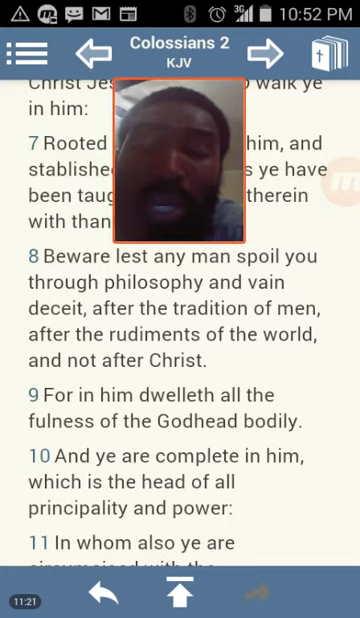 3G
10:52 PM
Colossians 2
KJV
Christ walk ye
in him:
7 Rooted him, and
s ye have
been therein
with
8 Beware lest any man spoil you
through philosophy and vain
deceit, after the tradition of men,
after the rudiments of the world,
and not after Christ.
9 For in him dwelleth all the
fulness of the Godhead bodily.
10 And ye are complete in him,
which is the head of all
principality and power:
11 In whom also ye are
11:21